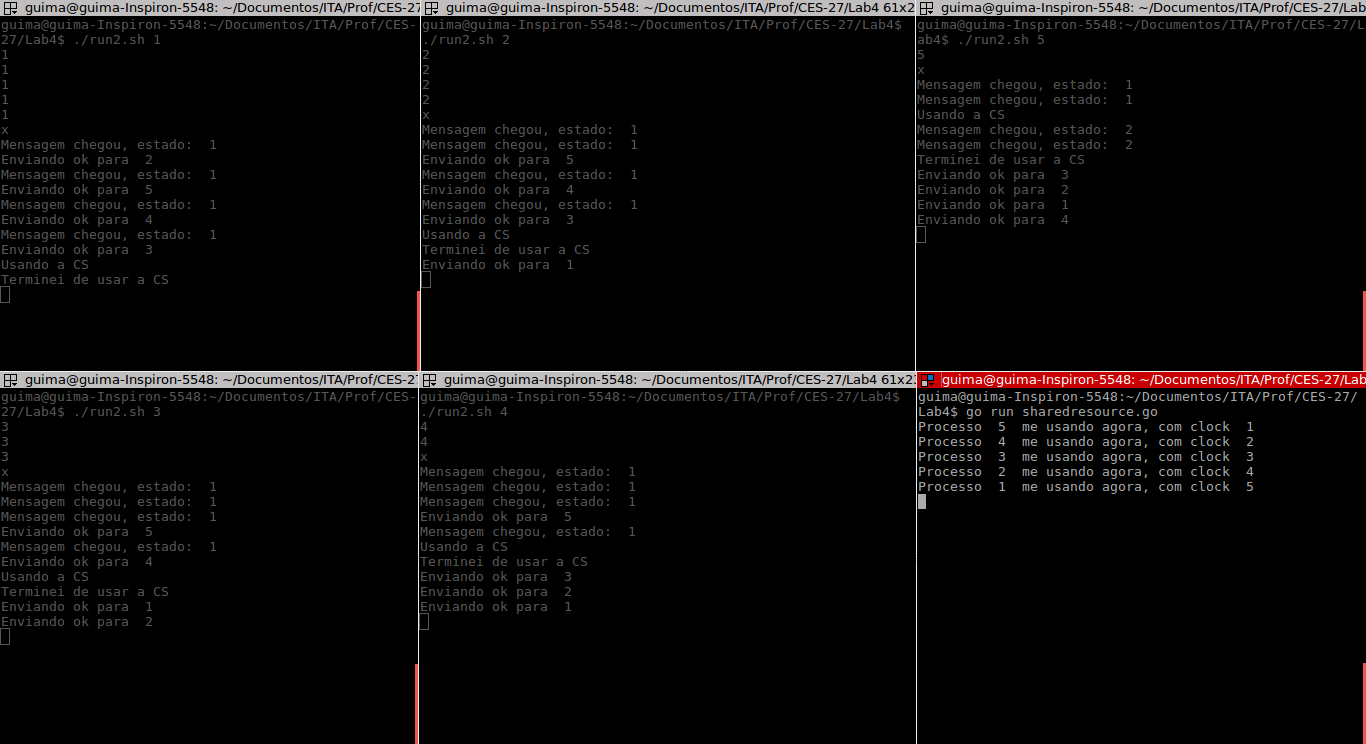 guima@guima-Inspiron-5548: ~/Documentos/ITA/Prof/CES-27
guima@guima-Inspiron-5548:~/Documentos/ITA/Prof/CES-
27/Lab4$ ./run2.sh 1
1
1
1
1
1
x
Mensagem chegou, estado:  1
Enviando ok para  2
Mensagem chegou, estado:  1
Enviando ok para  5
Mensagem chegou, estado:  1
Enviando ok para  4
Mensagem chegou, estado:  1
Enviando ok para  3
Usando a CS
Terminei de usar a CS
guima@guima-Inspiron-5548: ~/Documentos/ITA/Prof/CES-27/Lab4 61x2
guima@guima-Inspiron-5548:~/Documentos/ITA/Prof/CES-27/Lab4$
./run2.sh 2
2
2
2
2
x
Mensagem chegou, estado:  1
Mensagem chegou, estado:  1
Enviando ok para  5
Mensagem chegou, estado:  1
Enviando ok para  4
Mensagem chegou, estado:  1
Enviando ok para  3
Usando a CS
Terminei de usar a CS
Enviando ok para  1
guima@guima-Inspiron-5548: ~/Documentos/ITA/Prof/CES-27/Lab
guima@guima-Inspiron-5548:~/Documentos/ITA/Prof/CES-27/L
ab4$ ./run2.sh 5
5
x
Mensagem chegou, estado:  1
Mensagem chegou, estado:  1
Usando a CS
Mensagem chegou, estado:  2
Mensagem chegou, estado:  2
Terminei de usar a CS
Enviando ok para  3
Enviando ok para  2
Enviando ok para  1
Enviando ok para  4
guima@guima-Inspiron-5548: ~/Documentos/ITA/Prof/CES-27
guima@guima-Inspiron-5548:~/Documentos/ITA/Prof/CES-
27/Lab4$ ./run2.sh 3
3
3
3
x
Mensagem chegou, estado:  1
Mensagem chegou, estado:  1
Mensagem chegou, estado:  1
Enviando ok para  5
Mensagem chegou, estado:  1
Enviando ok para  4
Usando a CS
Terminei de usar a CS
Enviando ok para  1
Enviando ok para  2
guima@guima-Inspiron-5548: ~/Documentos/ITA/Prof/CES-27/Lab4 61x23
guima@guima-Inspiron-5548:~/Documentos/ITA/Prof/CES-27/Lab4$
./run2.sh 4
4
4
x
Mensagem chegou, estado:  1
Mensagem chegou, estado:  1
Mensagem chegou, estado:  1
Enviando ok para  5
Mensagem chegou, estado:  1
Usando a CS
Terminei de usar a CS
Enviando ok para  3
Enviando ok para  2
Enviando ok para  1
guima@guima-Inspiron-5548: ~/Documentos/ITA/Prof/CES-27/Lab
guima@guima-Inspiron-5548:~/Documentos/ITA/Prof/CES-27/
Lab4$ go run sharedresource.go
Processo  5  me usando agora, com clock  1
Processo  4  me usando agora, com clock  2
Processo  3  me usando agora, com clock  3
Processo  2  me usando agora, com clock  4
Processo  1  me usando agora, com clock  5